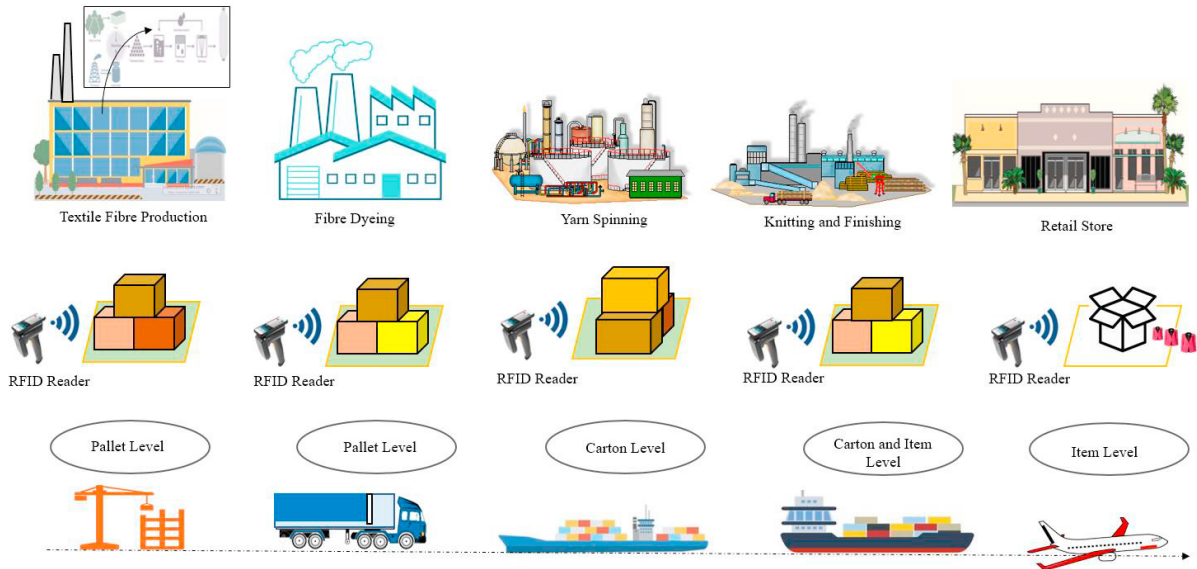 Textile Fibre Production
Fibre Dyeing
Yarn Spinning
Knitting and Finishing
Retail Store
RFID Reader
RFID Reader
RFID Reader
RFID Reader
RFID Reader
Pallet Level
Pallet Level
Carton Level
Carton and Item
Level
Item Level